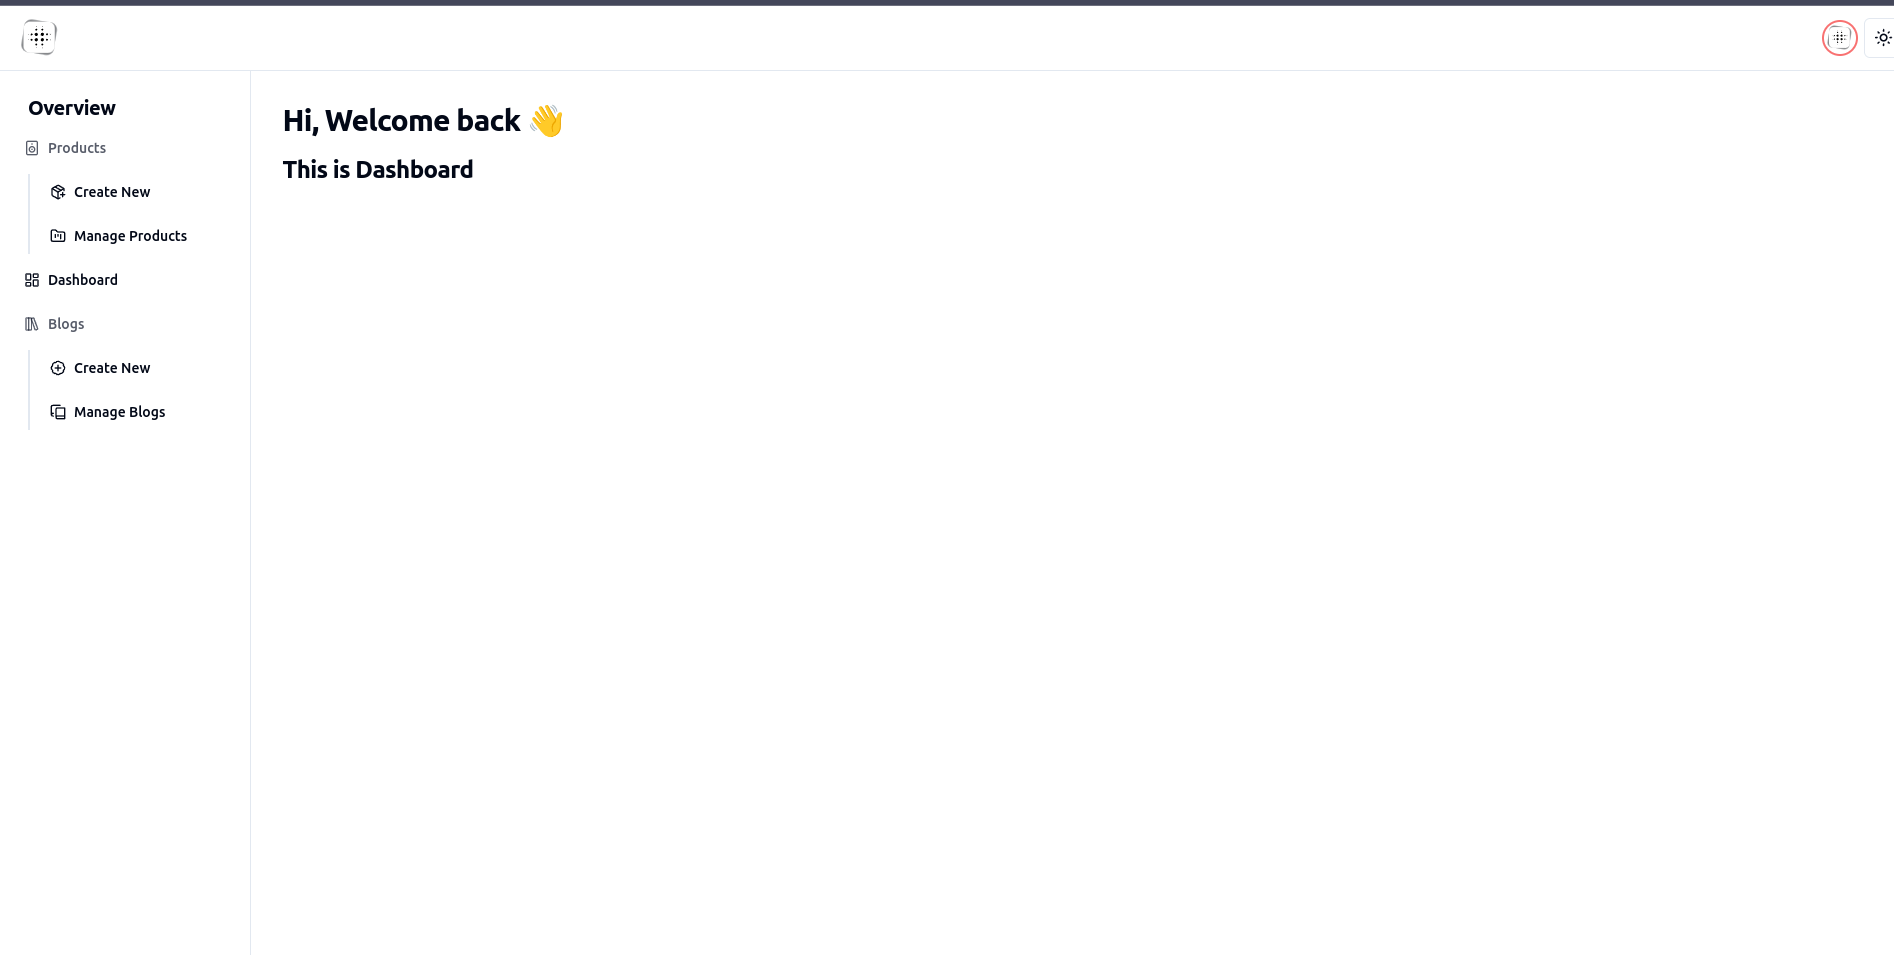 Overview
Products
Create New
Manage Products
Dashboard
Blogs
Create New
Manage Blogs
Hi, Welcome back 👋
This is Dashboard